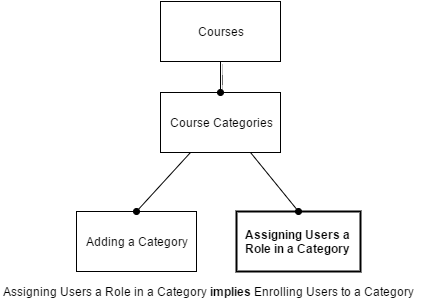 Courses
Course Categories
Adding a Category
Assigning Users a
Role in a Category
Assigning Users a Role in a Category implies Enrolling Users to a Category